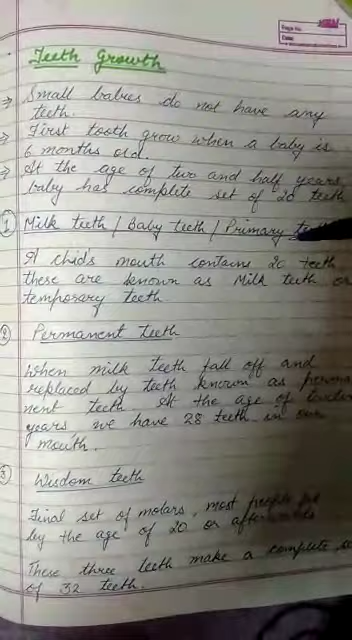 Page No.
Date:
Teeth Growth
→ Small babies do not have any
teeth.
→ First tooth grow when a baby is
6 months old.
→ At the age of two and half years
baby has complete set of 20 teeth
① Milk teeth / Baby teeth / Primary
A chids mouth contains 20 teeth
these are known as Milk teeth or
temporary teeth.
② Permanent teeth
When milk teeth fall off and
replaced by teeth known as perma
nent teeth. At the age of
years we have 28 teeth in our
mouth.
③ Wisdom teeth
Final set of molars, most people
by the age of 20 or
These three teeth make a complete
of 32 teeth.